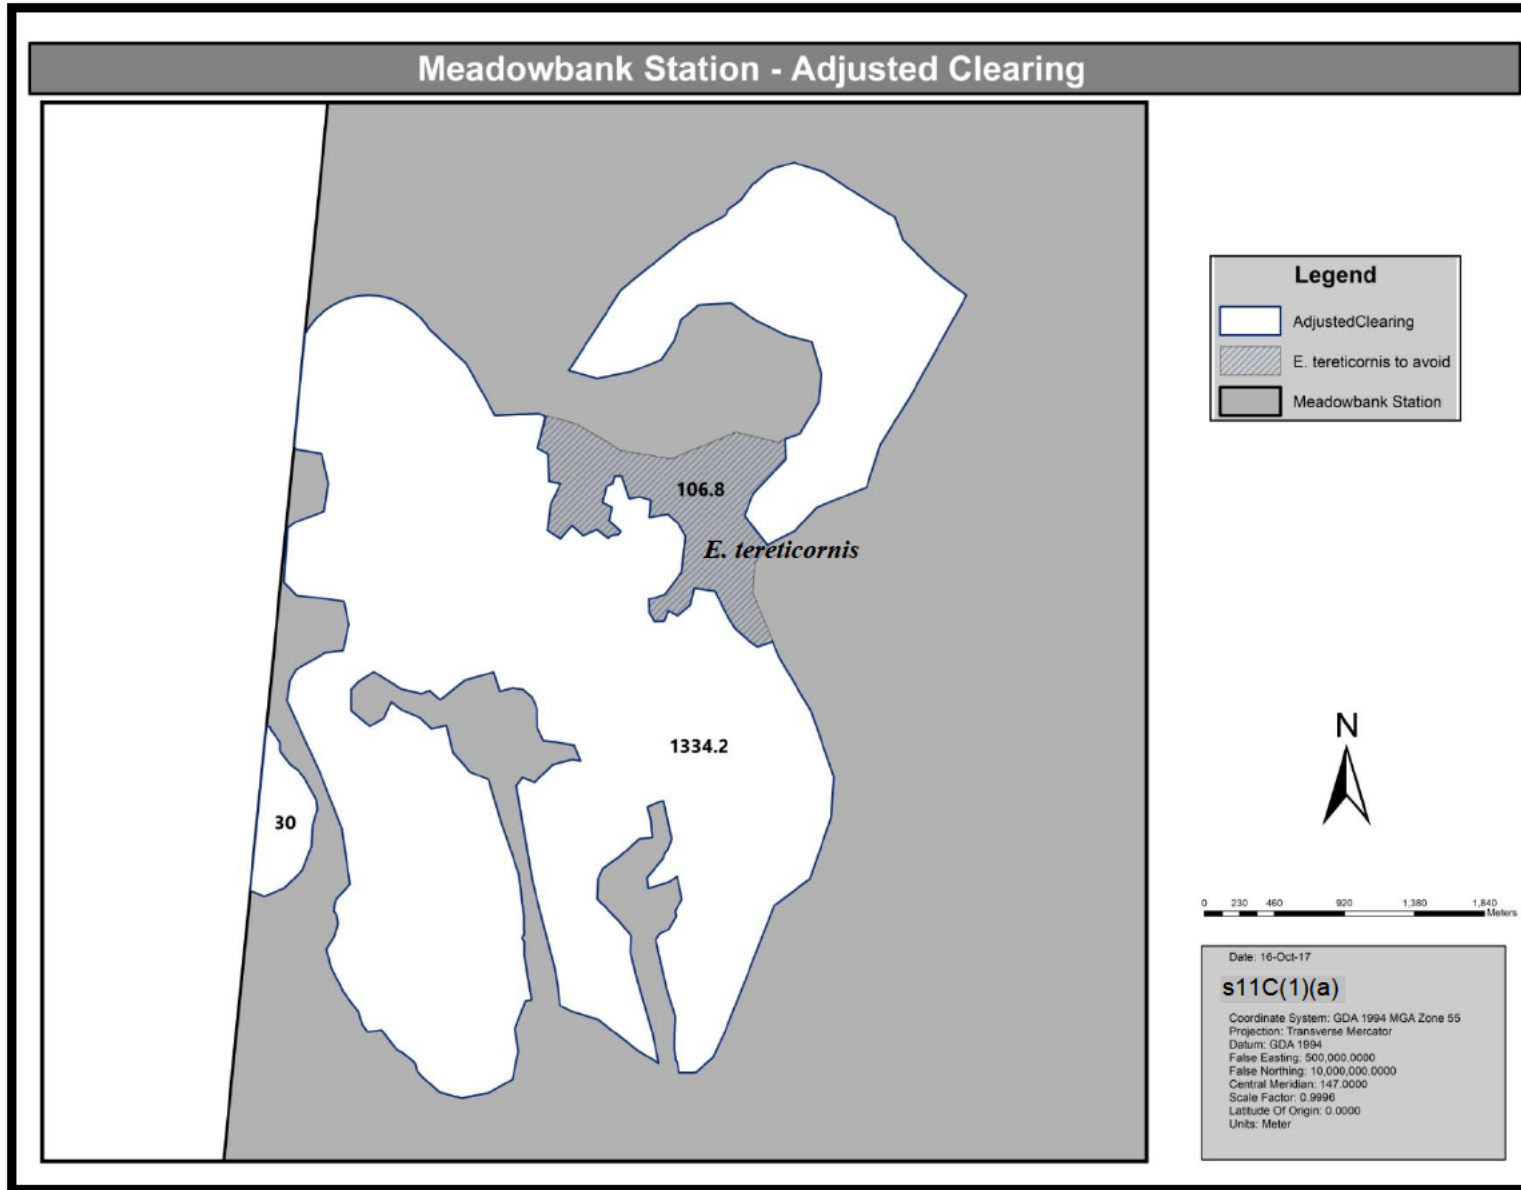 Meadowbank Station - Adjusted Clearing
106.8
E. tereticornis
1334.2
30
Legend
AdjustedClearing
E. tereticornis to avoid
Meadowbank Station
N
0 230 460 920 1,380 1,840
Meters
Date: 16-Oct-17
s11C(1)(a)
Coordinate System: GDA 1994 MGA Zone 55
Projection: Transverse Mercator
Datum: GDA 1994
False Easting: 500,000.0000
False Northing: 10,000,000.0000
Central Meridian: 147.0000
Scale Factor: 0.9996
Latitude Of Origin: 0.0000
Units: Meter